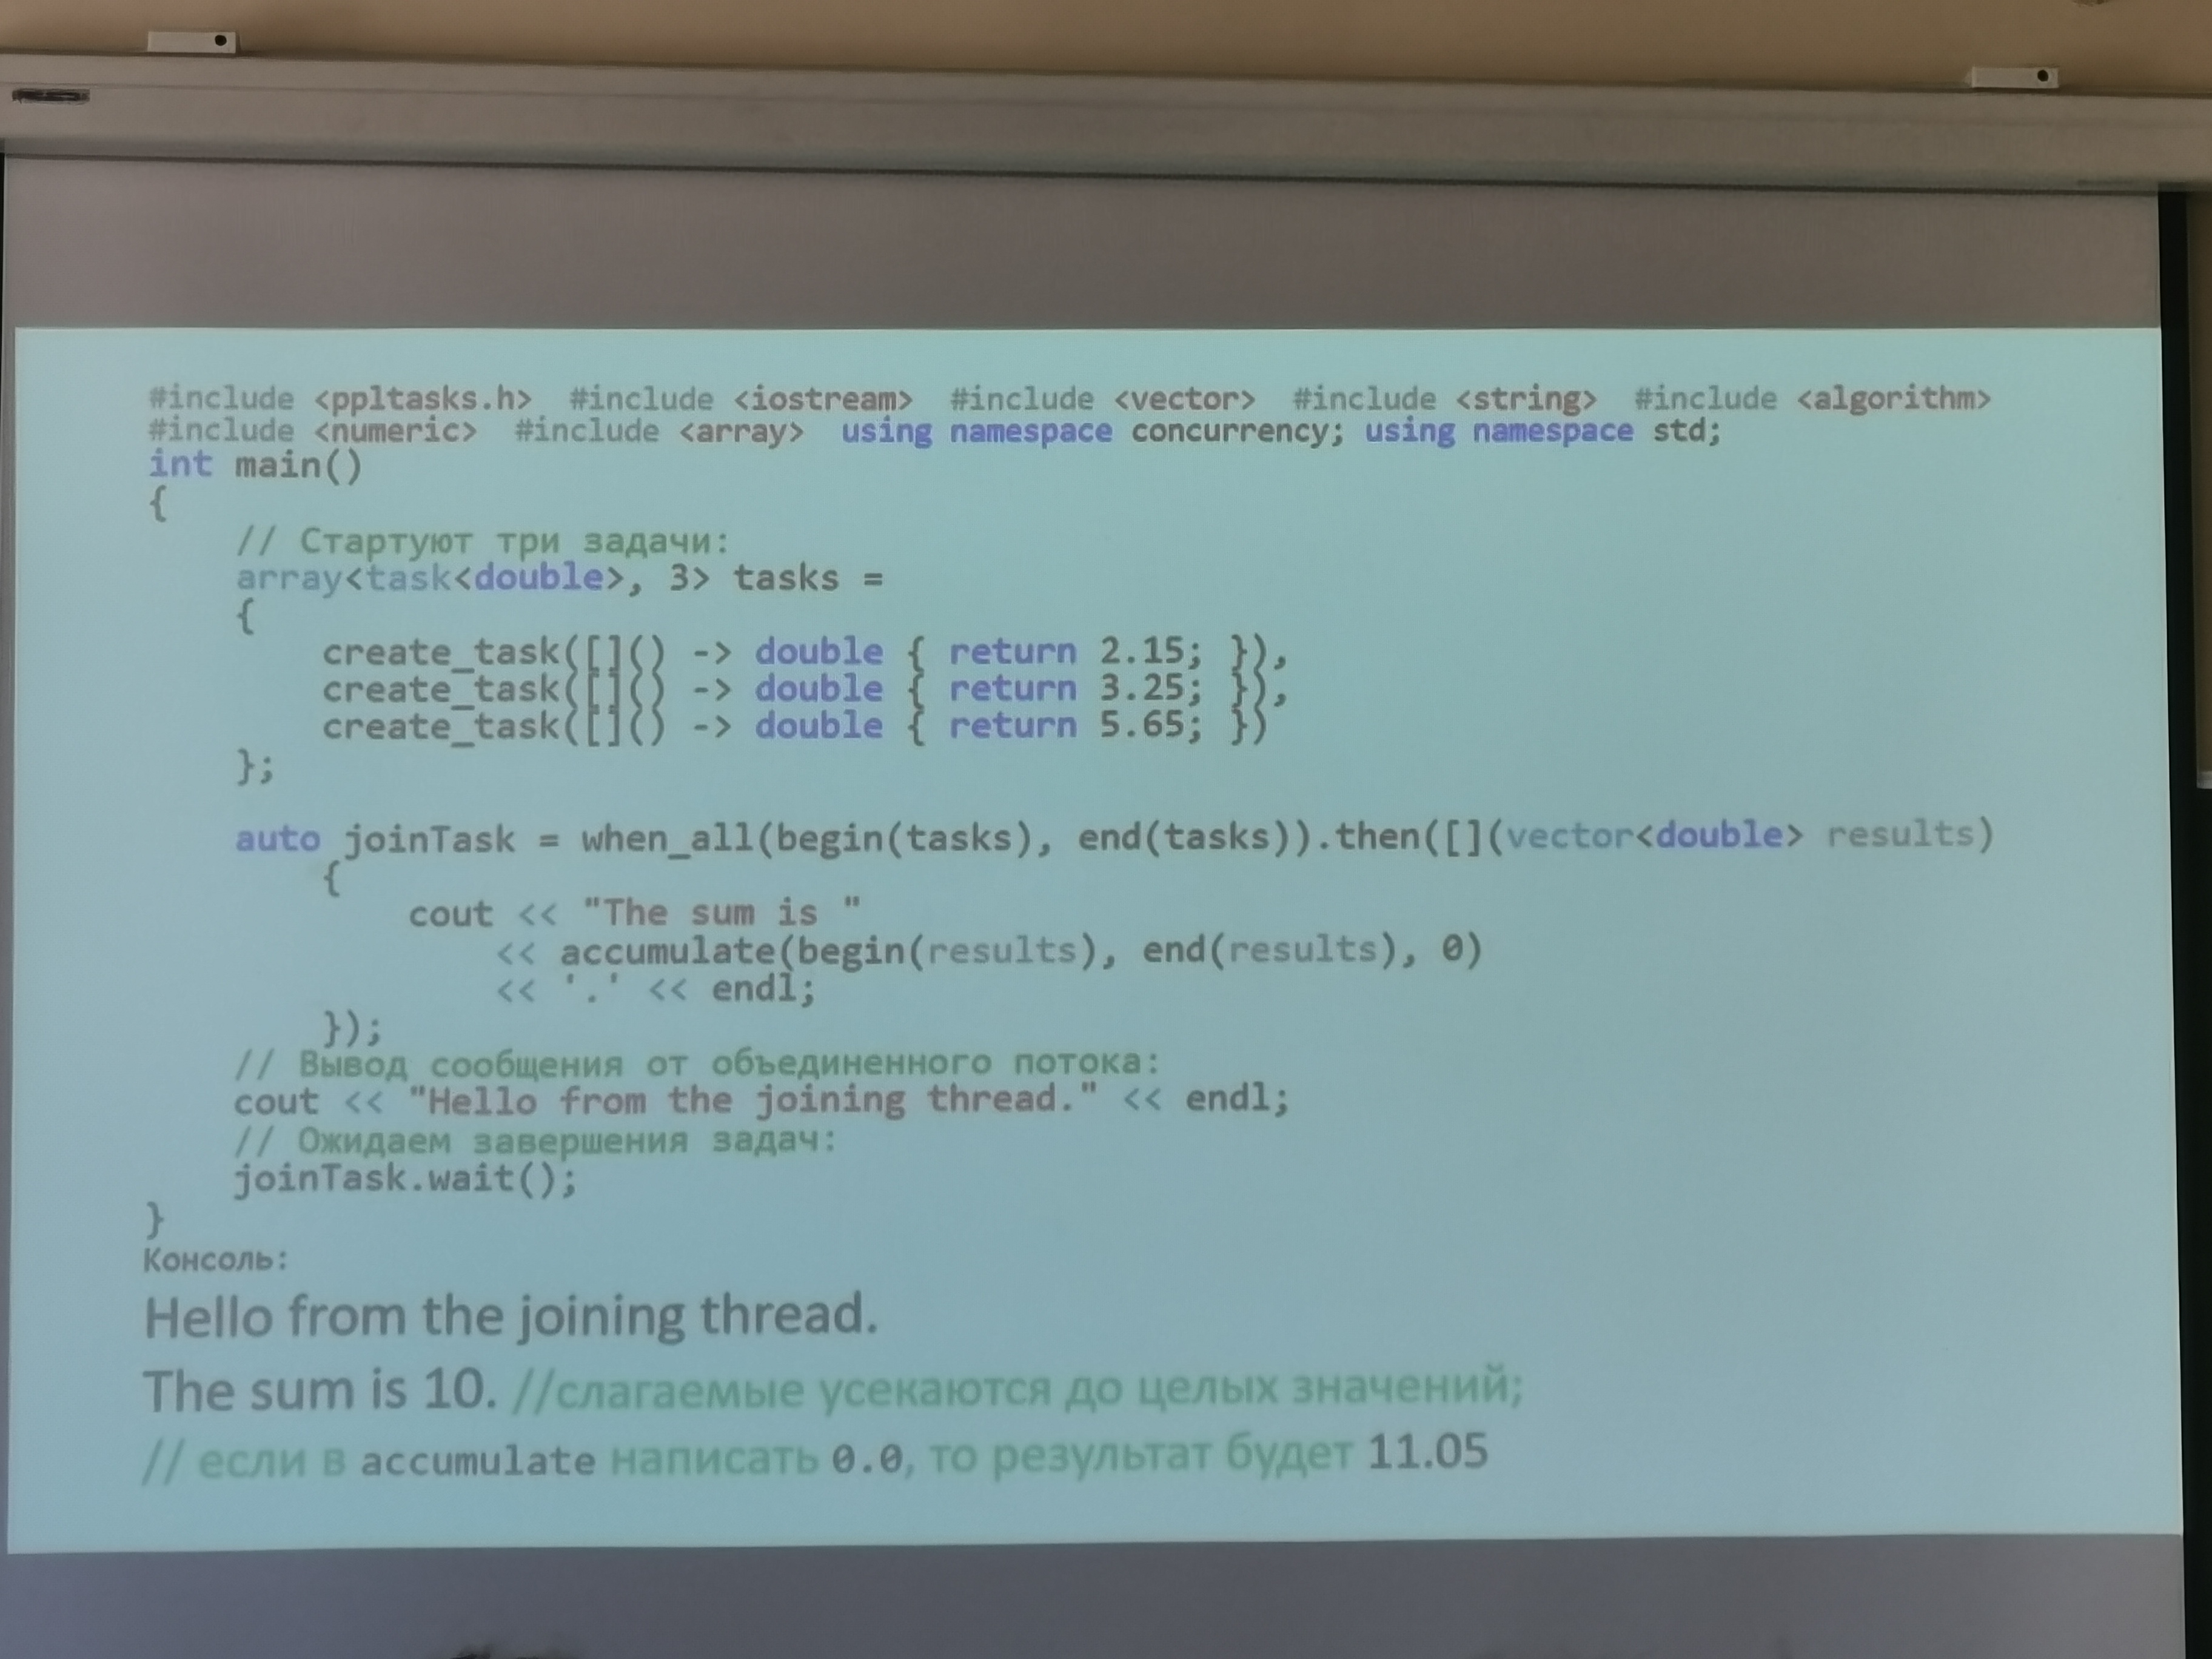 #include <ppltasks.h>  #include <iostream>  #include <vector>  #include <string>  #include <algorithm>
#include <numeric>  #include <array>  using namespace concurrency; using namespace std;
int main()
{
    // Стартуют три задачи:
    array<task<double>, 3> tasks =
    {
        create_task([]() -> double { return 2.15; }),
        create_task([]() -> double { return 3.25; }),
        create_task([]() -> double { return 5.65; })
    };
    auto joinTask = when_all(begin(tasks), end(tasks)).then([](vector<double> results)
        {
            cout << "The sum is "
                << accumulate(begin(results), end(results), 0)
                << '.' << endl;
        });
    // Вывод сообщения от объединенного потока:
    cout << "Hello from the joining thread." << endl;
    // Ожидаем завершения задач:
    joinTask.wait();
}
Консоль:
Hello from the joining thread.
The sum is 10. //слагаемые усекаются до целых значений;
// если в accumulate написать 0.0, то результат будет 11.05